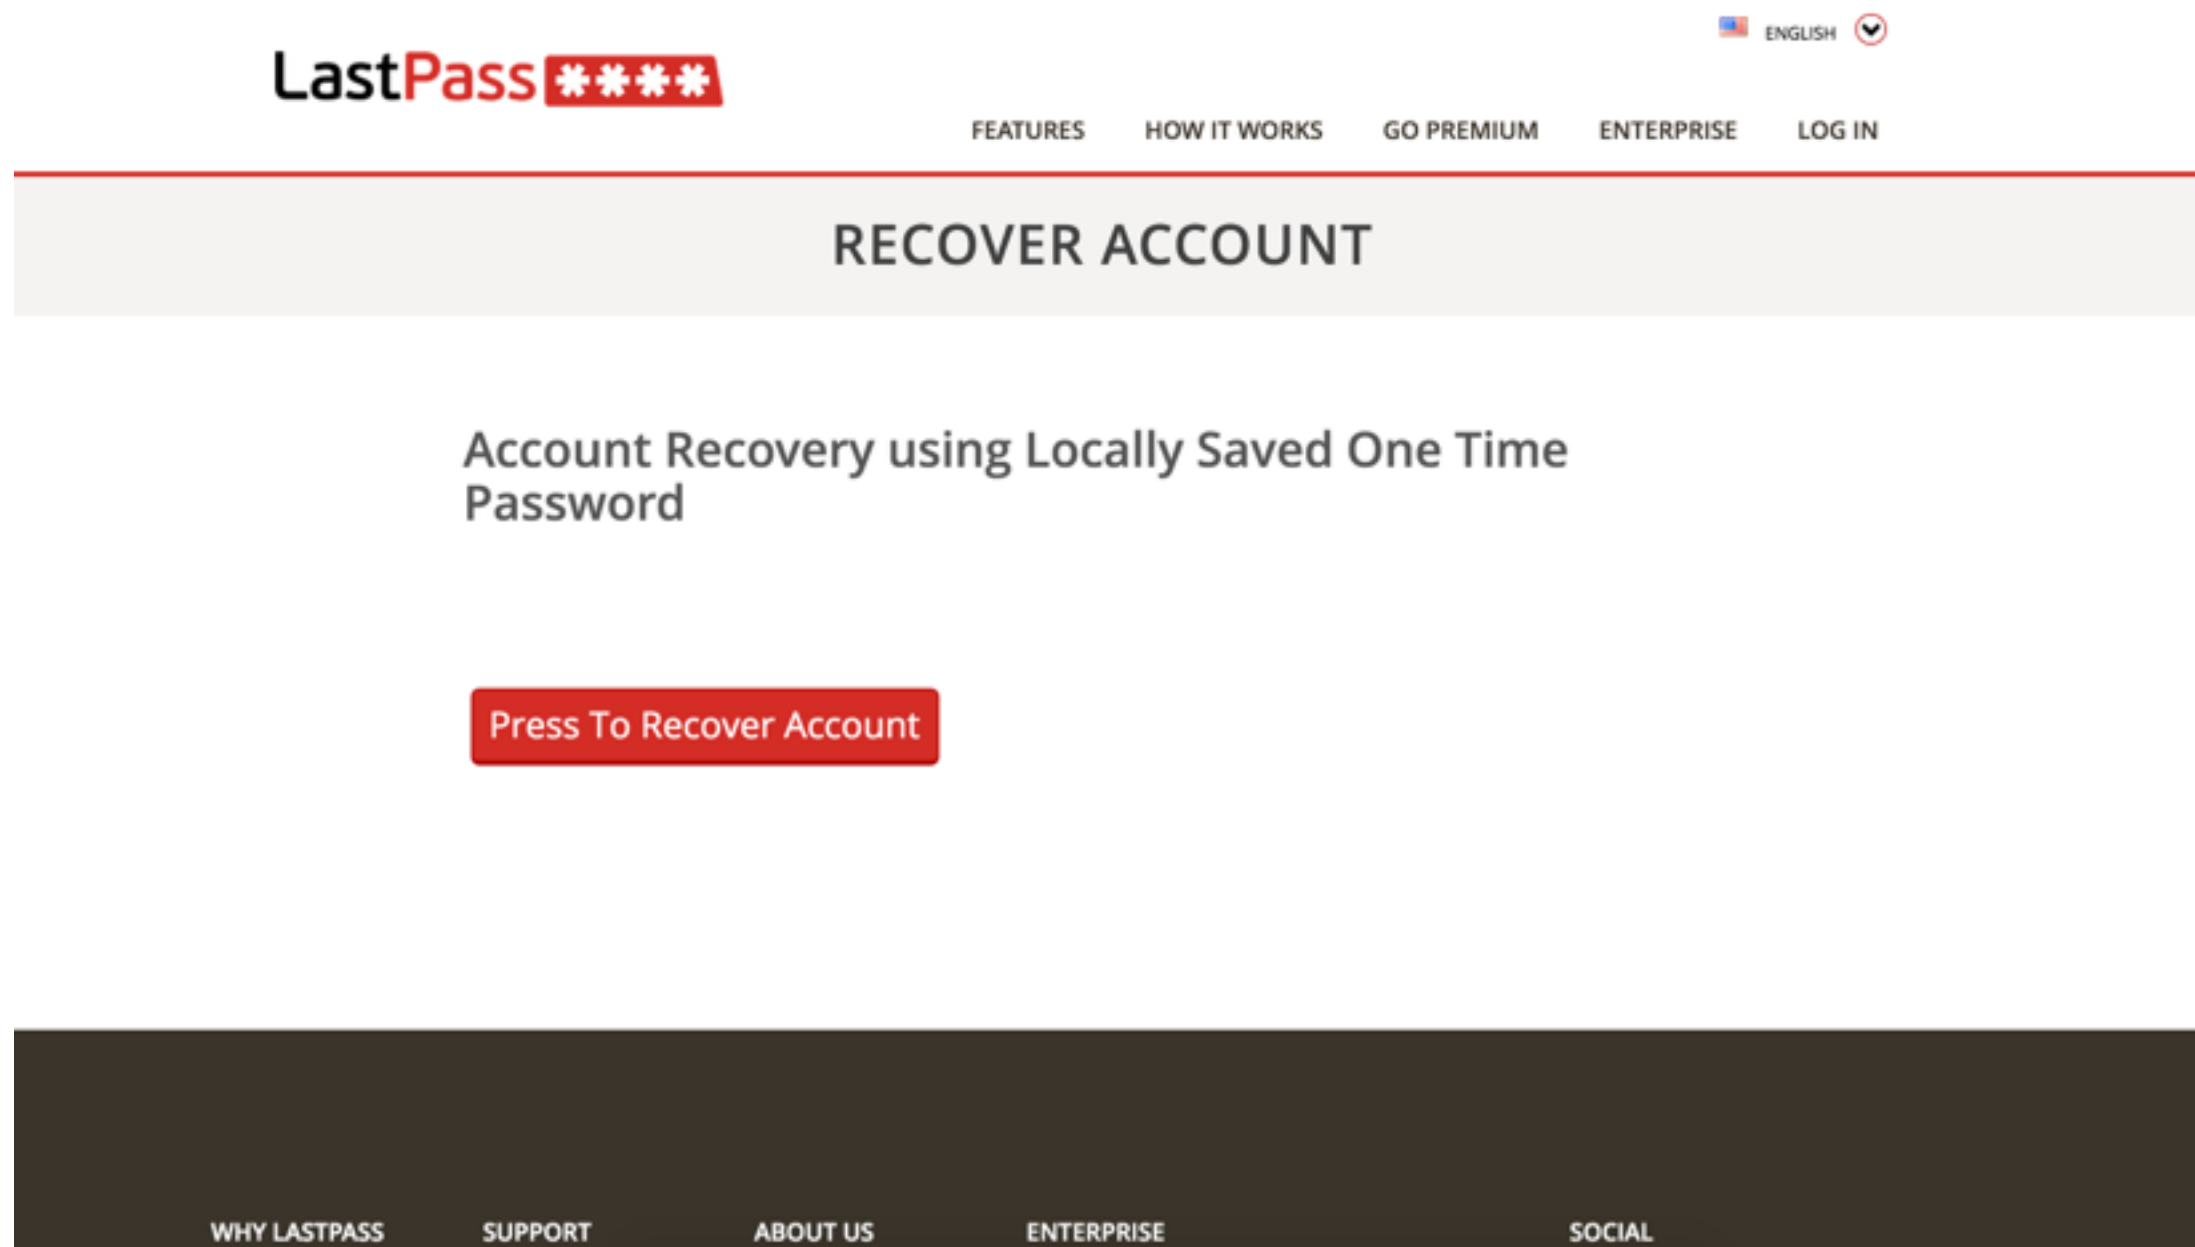 ENGLISH
LastPass ****
FEATURES HOW IT WORKS GO PREMIUM ENTERPRISE LOG IN
RECOVER ACCOUNT
Account Recovery using Locally Saved One Time
Password
Press To Recover Account
WHY LASTPASS SUPPORT ABOUT US ENTERPRISE SOCIAL